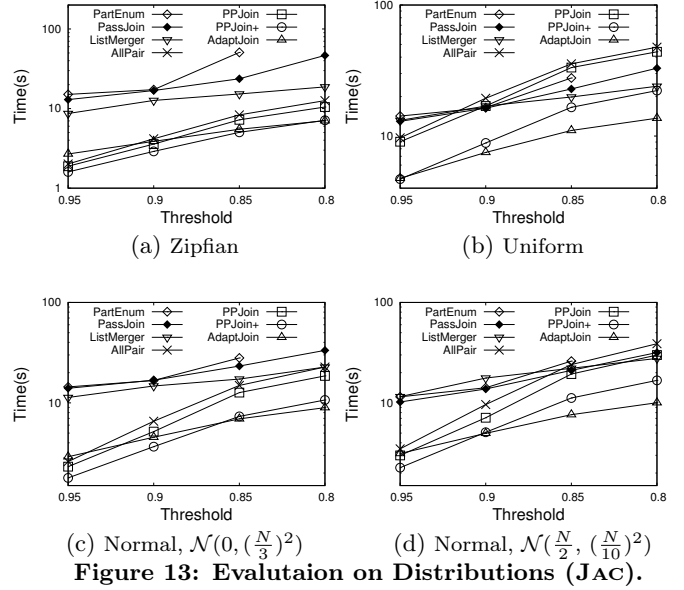 PartEnum
PassJoin
ListMerger
AllPair
PPJoin
PPJoin+
AdaptJoin
Time(s)
100
10
1
0.95 0.9 0.85 0.8
Threshold
(a) Zipfian
PartEnum
PassJoin
ListMerger
AllPair
PPJoin
PPJoin+
AdaptJoin
Time(s)
100
10
0.95 0.9 0.85 0.8
Threshold
(b) Uniform
PartEnum
PassJoin
ListMerger
AllPair
PPJoin
PPJoin+
AdaptJoin
Time(s)
100
10
0.95 0.9 0.85 0.8
Threshold
(c) Normal, 𝒩(0, (N/3)²)
PartEnum
PassJoin
ListMerger
AllPair
PPJoin
PPJoin+
AdaptJoin
Time(s)
100
10
0.95 0.9 0.85 0.8
Threshold
(d) Normal, 𝒩(N/2, (N/10)²)
Figure 13: Evalutaion on Distributions (JAC).